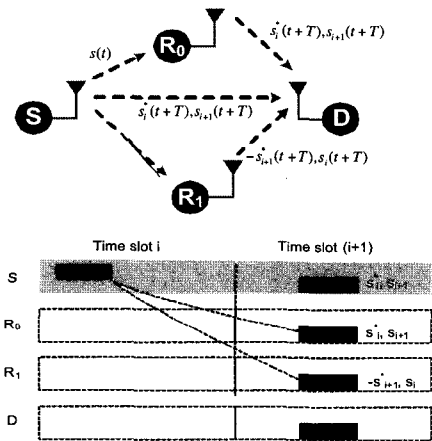 s(t)
R₀
s*ᵢ(t+T), sᵢ₊₁(t+T)
S
s*ᵢ(t+T), sᵢ₊₁(t+T)
D
-s*ᵢ₊₁(t+T), sᵢ(t+T)
R₁
Time slot i
Time slot (i+1)
S
s*ᵢ, sᵢ₊₁
R₀
s*ᵢ, sᵢ₊₁
R₁
-s*ᵢ₊₁, sᵢ
D